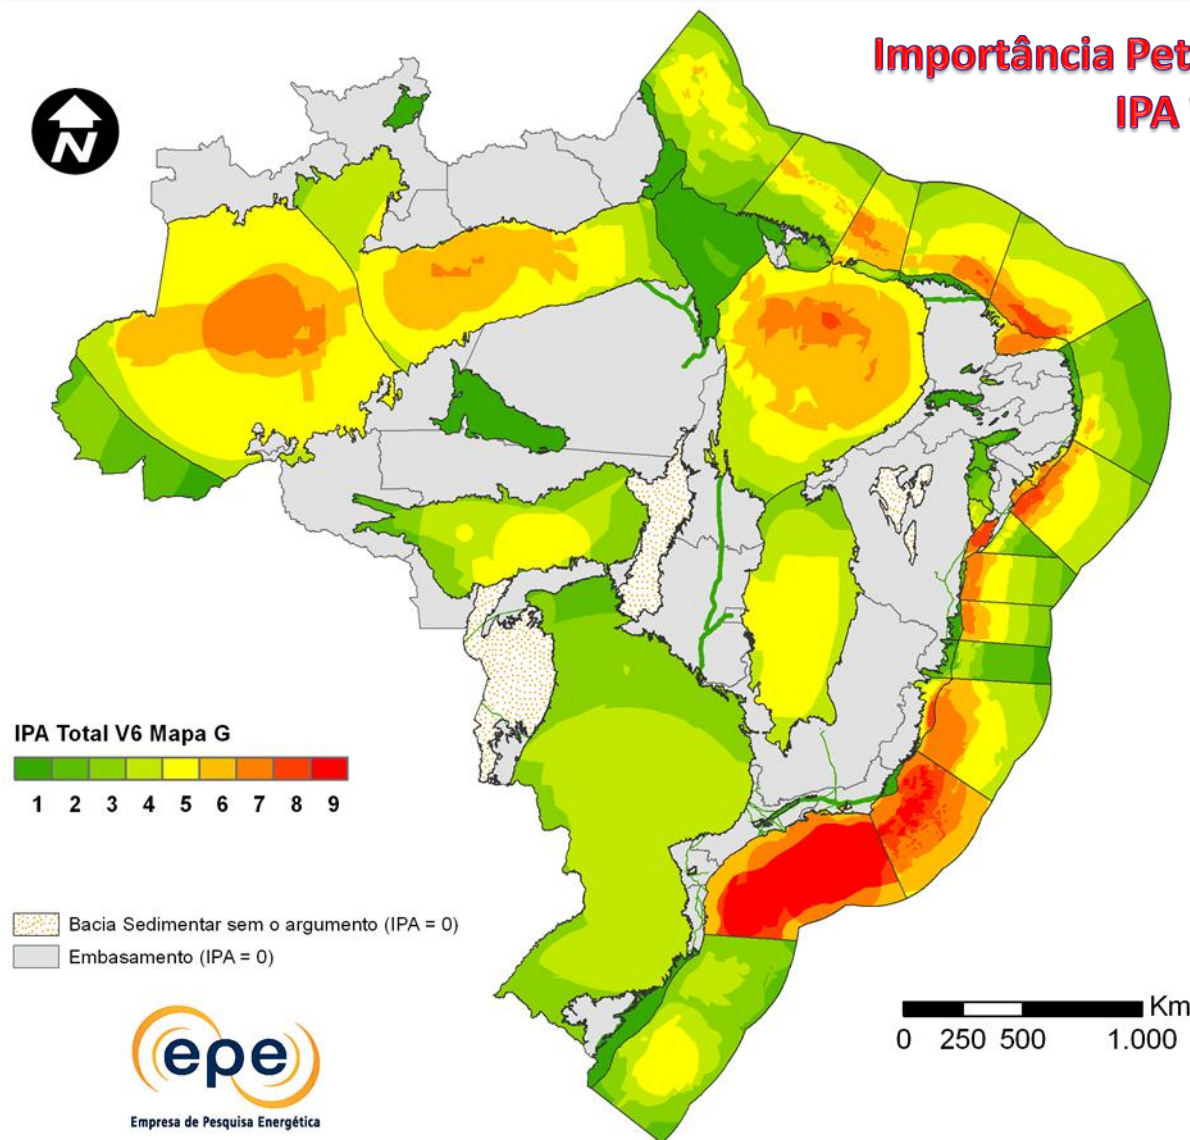 Importância Pet
IPA
N
IPA Total V6 Mapa G
1 2 3 4 5 6 7 8 9
Bacia Sedimentar sem o argumento (IPA = 0)
Embasamento (IPA = 0)
epe
Empresa de Pesquisa Energética
Km
0 250 500 1.000